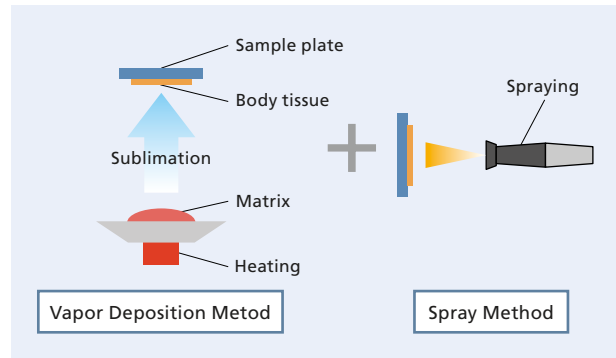 Sample plate
Body tissue
Sublimation
Matrix
Heating
Vapor Deposition Metod
Spraying
Spray Method